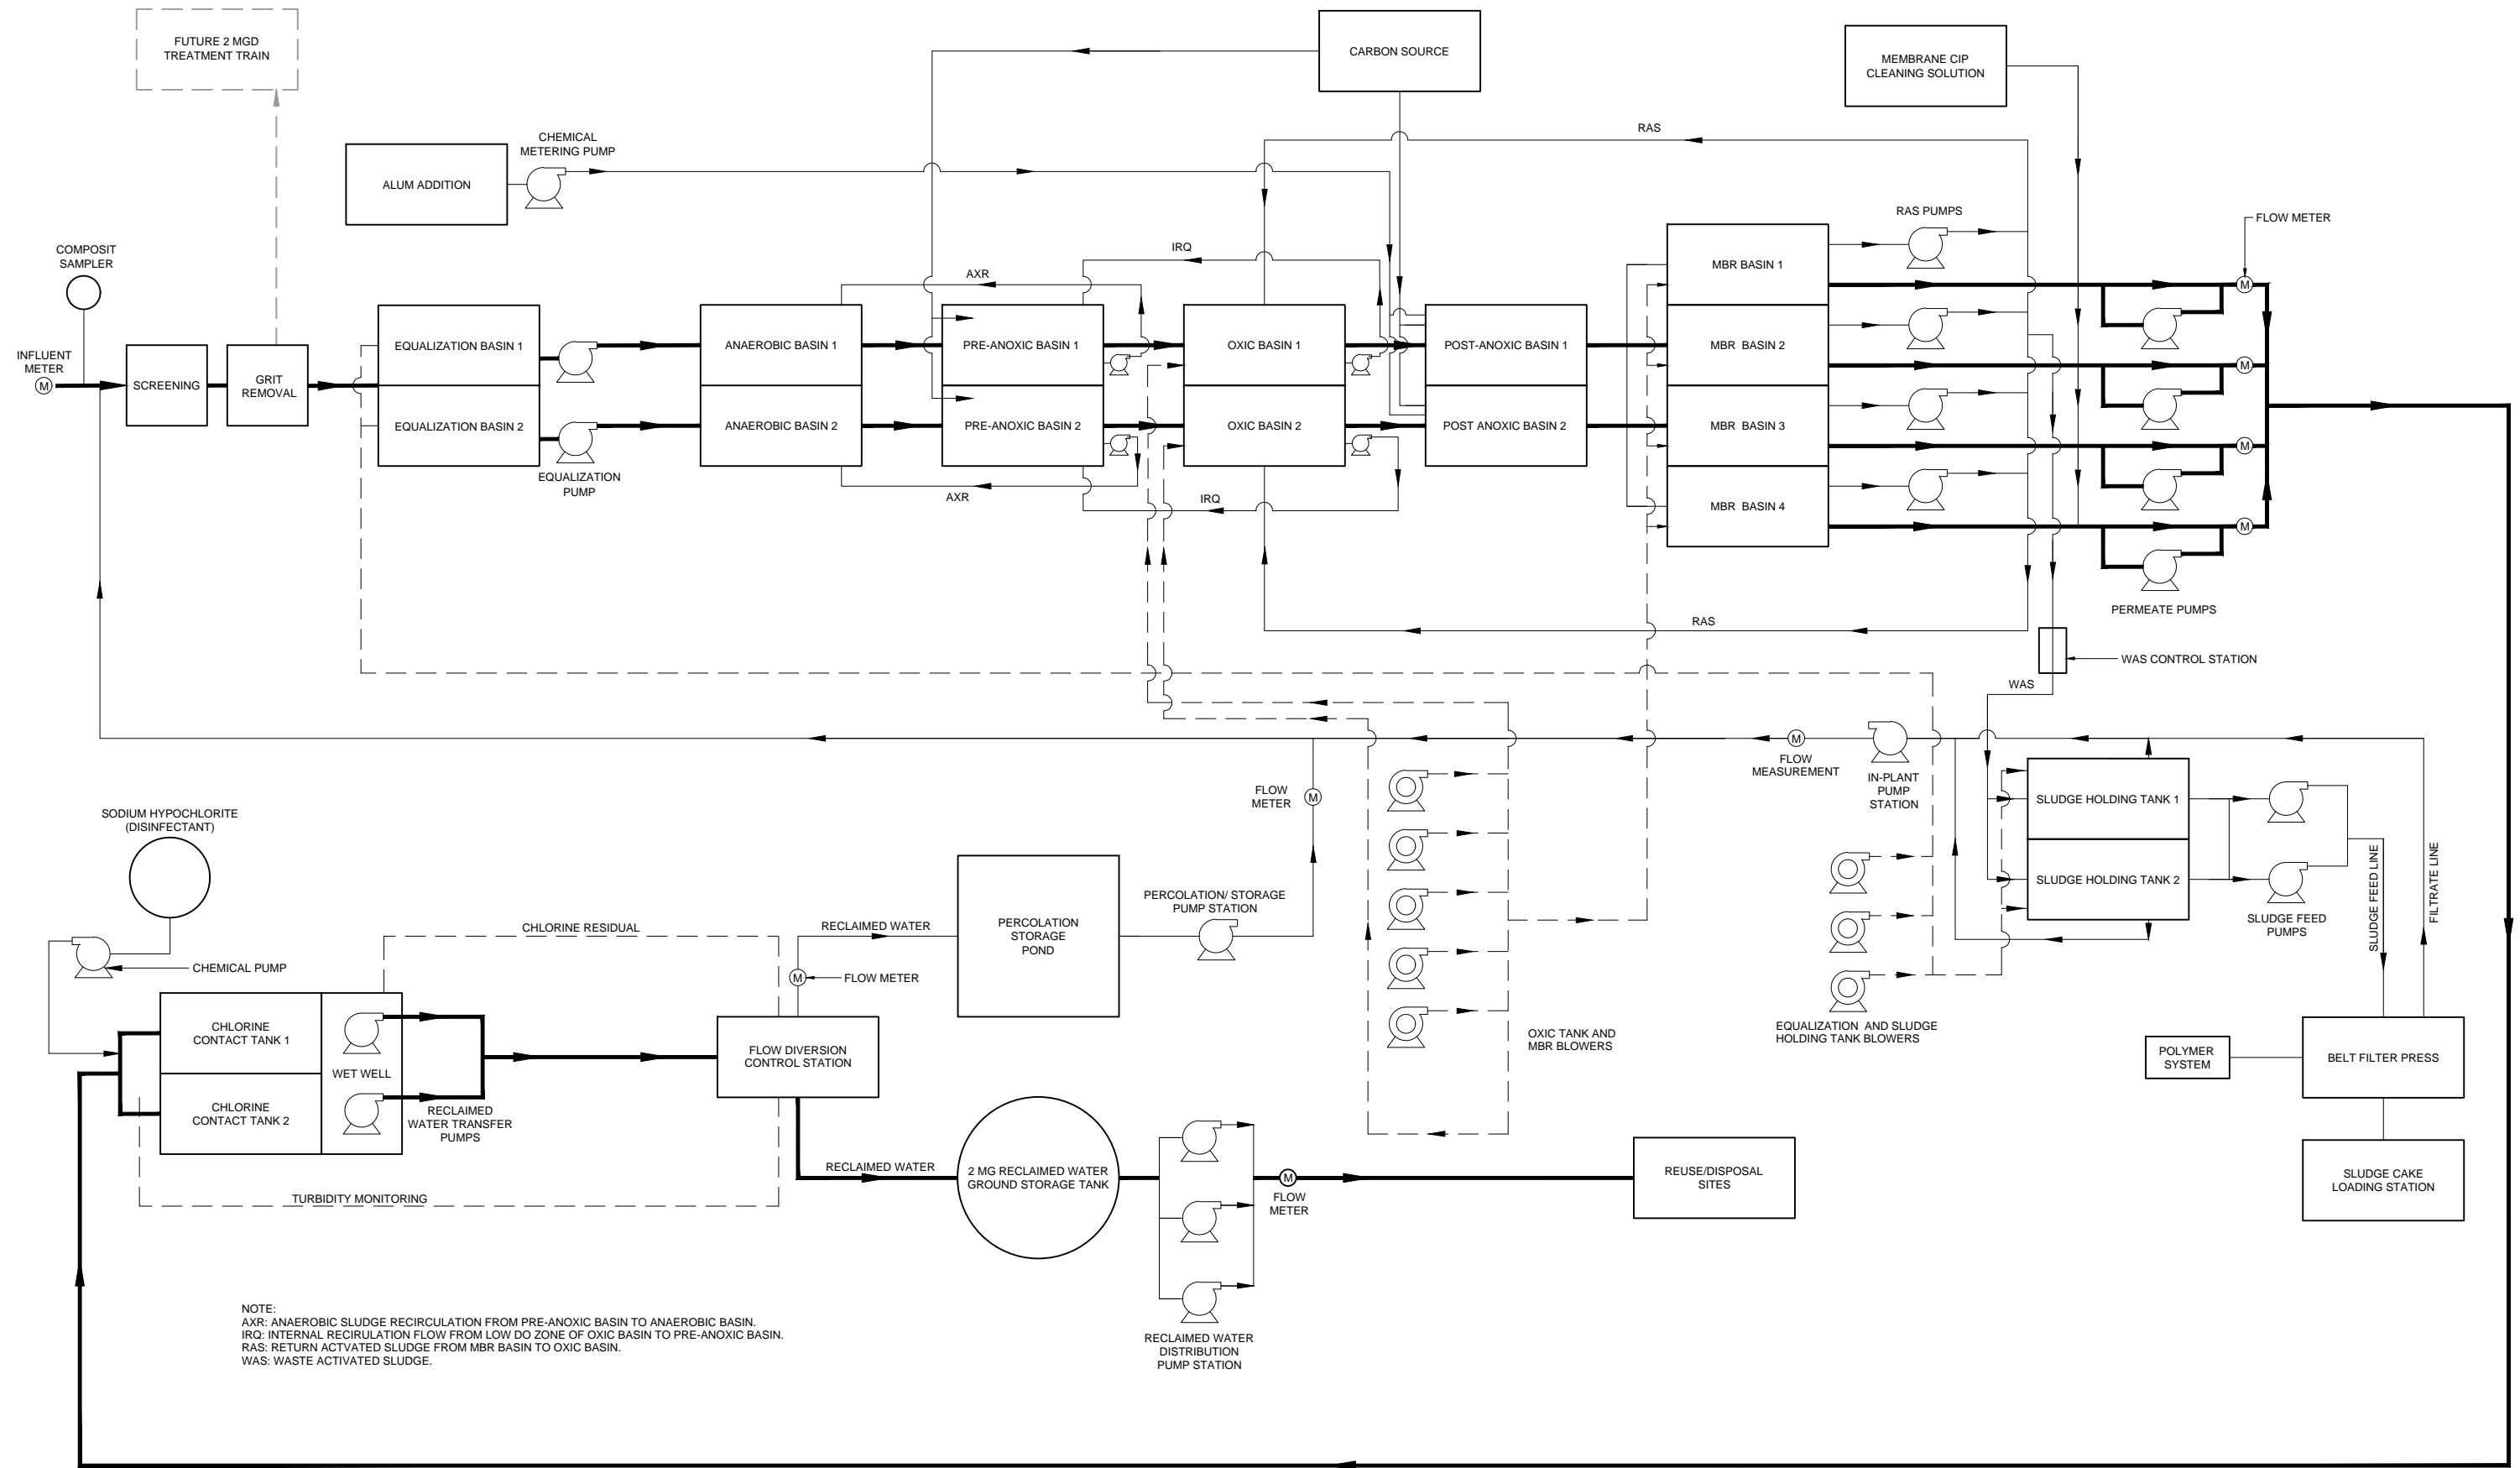 FUTURE 2 MGD
TREATMENT TRAIN
CARBON SOURCE
MEMBRANE CIP
CLEANING SOLUTION
ALUM ADDITION
CHEMICAL
METERING PUMP
RAS
RAS PUMPS
FLOW METER
COMPOSIT
SAMPLER
INFLUENT
METER
M
SCREENING
GRIT
REMOVAL
EQUALIZATION BASIN 1
EQUALIZATION BASIN 2
EQUALIZATION
PUMP
ANAEROBIC BASIN 1
ANAEROBIC BASIN 2
AXR
AXR
PRE-ANOXIC BASIN 1
PRE-ANOXIC BASIN 2
IRQ
IRQ
OXIC BASIN 1
OXIC BASIN 2
POST-ANOXIC BASIN 1
POST ANOXIC BASIN 2
MBR BASIN 1
MBR BASIN 2
MBR BASIN 3
MBR BASIN 4
M
M
M
M
PERMEATE PUMPS
RAS
WAS CONTROL STATION
WAS
M
FLOW
MEASUREMENT
IN-PLANT
PUMP
STATION
SLUDGE HOLDING TANK 1
SLUDGE HOLDING TANK 2
SLUDGE FEED
PUMPS
SLUDGE FEED LINE
FILTRATE LINE
FLOW
METER
M
SODIUM HYPOCHLORITE
(DISINFECTANT)
CHEMICAL PUMP
CHLORINE RESIDUAL
RECLAIMED WATER
M
FLOW METER
PERCOLATION
STORAGE
POND
PERCOLATION/ STORAGE
PUMP STATION
CHLORINE
CONTACT TANK 1
CHLORINE
CONTACT TANK 2
WET WELL
RECLAIMED
WATER TRANSFER
PUMPS
FLOW DIVERSION
CONTROL STATION
OXIC TANK AND
MBR BLOWERS
EQUALIZATION AND SLUDGE
HOLDING TANK BLOWERS
POLYMER
SYSTEM
BELT FILTER PRESS
SLUDGE CAKE
LOADING STATION
TURBIDITY MONITORING
RECLAIMED WATER
2 MG RECLAIMED WATER
GROUND STORAGE TANK
M
FLOW
METER
REUSE/DISPOSAL
SITES
RECLAIMED WATER
DISTRIBUTION
PUMP STATION
NOTE:
AXR: ANAEROBIC SLUDGE RECIRCULATION FROM PRE-ANOXIC BASIN TO ANAEROBIC BASIN.
IRQ: INTERNAL RECIRULATION FLOW FROM LOW DO ZONE OF OXIC BASIN TO PRE-ANOXIC BASIN.
RAS: RETURN ACTVATED SLUDGE FROM MBR BASIN TO OXIC BASIN.
WAS: WASTE ACTIVATED SLUDGE.